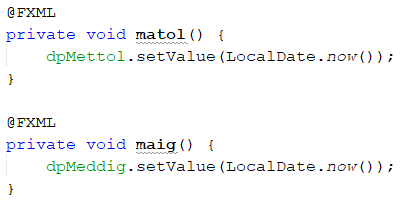 @FXML
private void matol() {
    dpMettol.setValue(LocalDate.now());
}
@FXML
private void maig() {
    dpMeddig.setValue(LocalDate.now());
}